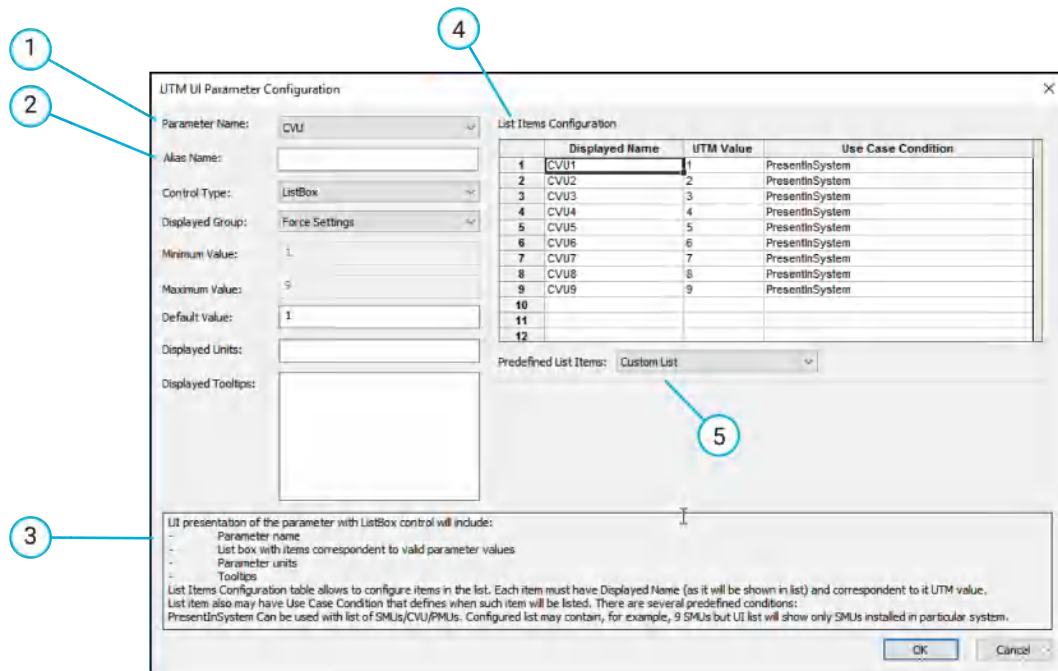 1
4
2
UTM UI Parameter Configuration
Parameter Name: CVU
Alias Name:
Control Type: ListBox
Displayed Group: Force Settings
Minimum Value: 1
Maximum Value: 9
Default Value: 1
Displayed Units:
Displayed Tooltips:
List Items Configuration
Displayed Name UTM Value Use Case Condition
1 CVU1 1 PresentInSystem
2 CVU2 2 PresentInSystem
3 CVU3 3 PresentInSystem
4 CVU4 4 PresentInSystem
5 CVU5 5 PresentInSystem
6 CVU6 6 PresentInSystem
7 CVU7 7 PresentInSystem
8 CVU8 8 PresentInSystem
9 CVU9 9 PresentInSystem
10
11
12
Predefined List Items: Custom List
5
3
UI presentation of the parameter with ListBox control will include:
- Parameter name
- List box with items correspondent to valid parameter values
- Parameter units
- Tooltips
List Items Configuration table allows to configure items in the list. Each item must have Displayed Name (as it will be shown in list) and correspondent to it UTM value.
List item also may have Use Case Condition that defines when such item will be listed. There are several predefined conditions:
PresentInSystem Can be used with list of SMUs/CVU/PMUs. Configured list may contain, for example, 9 SMUs but UI list will show only SMUs installed in particular system.
OK Cancel